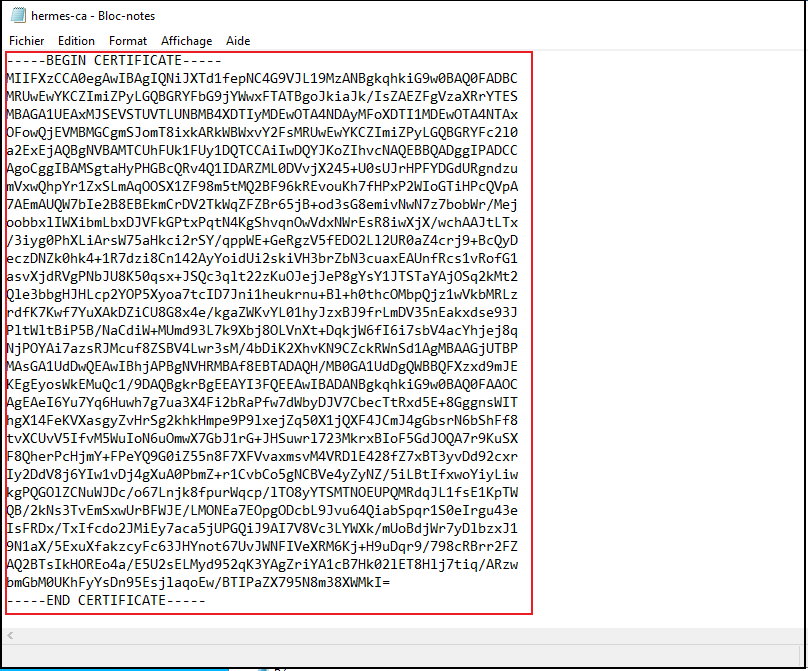 hermes-ca - Bloc-notes
Fichier Edition Format Affichage Aide
-----BEGIN CERTIFICATE-----
MIIFXzCCA0egAwIBAgIQNiJXTd1fepNC4G9VJL19MzANBgkqhkiG9w0BAQ0FADBC
MRUwEwYKCZImiZPyLGQBGRYFbG9jYWwxFTATBgoJkiaJk/IsZAEZFgVzaXRrYTES
MBAGA1UEAxMJSEVSTUVTLUNBMB4XDTIyMDEwOTA4NDAyMFoXDTI1MDEwOTA4NTAx
OFowQjEVMBMGCgmSJomT8ixkARkWBWxvY2FsMRUwEwYKCZImiZPyLGQBGRYFc2l0
a2ExEjAQBgNVBAMTCUhFUk1FUy1DQTCCAiIwDQYJKoZIhvcNAQEBBQADggIPADCC
AgoCggIBAMSgtaHyPHGBcQRv4Q1IDARZML0DVvjX245+U0sUJrHPFYDGdURgndzu
mVxwQhpYr1ZxSLmAqOOSX1ZF98m5tMQ2BF96kREvouKh7fHPxP2WIoGTiHPcQVpA
7AEmAUQW7bIe2B8EBEkmCrDV2TkWqZFZBr65jB+od3sG8emivNwN7z7bobWr/Mej
oobbxlIWXibmLbxDJVFkGPtxPqtN4KgShvqnOwVdxNWrEsR8iwXjX/wchAAJtLTx
/3iyg0PhXLiArsW75aHkci2rSY/qppWE+GeRgzV5fEDO2Ll2UR0aZ4crj9+BcQyD
eczDNZk0hk4+1R7dzi8Cn142AyYoidUi2skiVH3brZbN3cuaxEAUnfRcs1vRofG1
asvXjdRVgPNbJU8K50qsx+JSQc3qlt22zKuOJejJeP8gYsY1JTSTaYAjOSq2kMt2
Qle3bbgHJHLcp2YOP5Xyoa7tcID7Jni1heukrnu+Bl+h0thcOMbpQjz1wVkbMRLz
rdfK7Kwf7YuXAkDZiCU8G8x4e/kgaZWKvYL01hyJzxBJ9frLmDV35nEakxdse93J
PltWltBiP5B/NaCdiW+MUmd93L7k9Xbj8OLVnXt+DqkjW6fI6i7sbV4acYhjej8q
NjPOYAi7azsRJMcuf8ZSBV4Lwr3sM/4bDiK2XhvKN9CZckRWnSd1AgMBAAGjUTBP
MAsGA1UdDwQEAwIBhjAPBgNVHRMBAf8EBTADAQH/MB0GA1UdDgQWBBQFXzxd9mJE
KEgEyosWkEMuQc1/9DAQBgkrBgEEAYI3FQEEAwIBADANBgkqhkiG9w0BAQ0FAAOC
AgEAeI6Yu7Yq6Huwh7g7ua3X4Fi2bRaPfw7dWbyDJV7CbecTtRxd5E+8GggnsWIT
hgX14FeKVXasgyZvHrSg2khkHmpe9P9lxejZq50X1jQXF4JCmJ4gGbsrN6bShFf8
tvXCUvV5IfvM5WuIoN6uOmwX7GbJ1rG+JHSuwrl723MkrxBIoF5GdJOQA7r9KuSX
F8QherPcHjmY+FPeYQ9G0iZ55n8F7XFVvaxmsvM4VRDlE428fZ7xBT3yvDd92cxr
Iy2DdV8j6YIw1vDj4gXuA0PbmZ+r1CvbCo5gNCBVe4yZyNZ/5iLBtIfxwoYiyLiw
kgPQGOlZCNuWJDc/o67Lnjk8fpurWqcp/lTO8yYTSMTNOEUPQMRdqJL1fsE1KpTW
QB/2kNs3TvEmSxwUrBFWJE/LMONEa7EOpgODcbL9Jvu64QiabSpqr1S0eIrgu43e
IsFRDx/TxIfcdo2JMiEy7aca5jUPGQiJ9AI7V8Vc3LYWXk/mUoBdjWr7yDlbzxJ1
9N1aX/5ExuXfakzcyFc63JHYnot67UvJWNFIVeXRM6Kj+H9uDqr9/798cRBrr2FZ
AQ2BTsIkHOREo4a/E5U2sELMyd952qK3YAgZriYA1cB7Hk02lET8Hlj7tiq/ARzw
bmGbM0UKhFyYsDn95EsjlaqoEw/BTIPaZX795N8m38XWMkI=
-----END CERTIFICATE-----